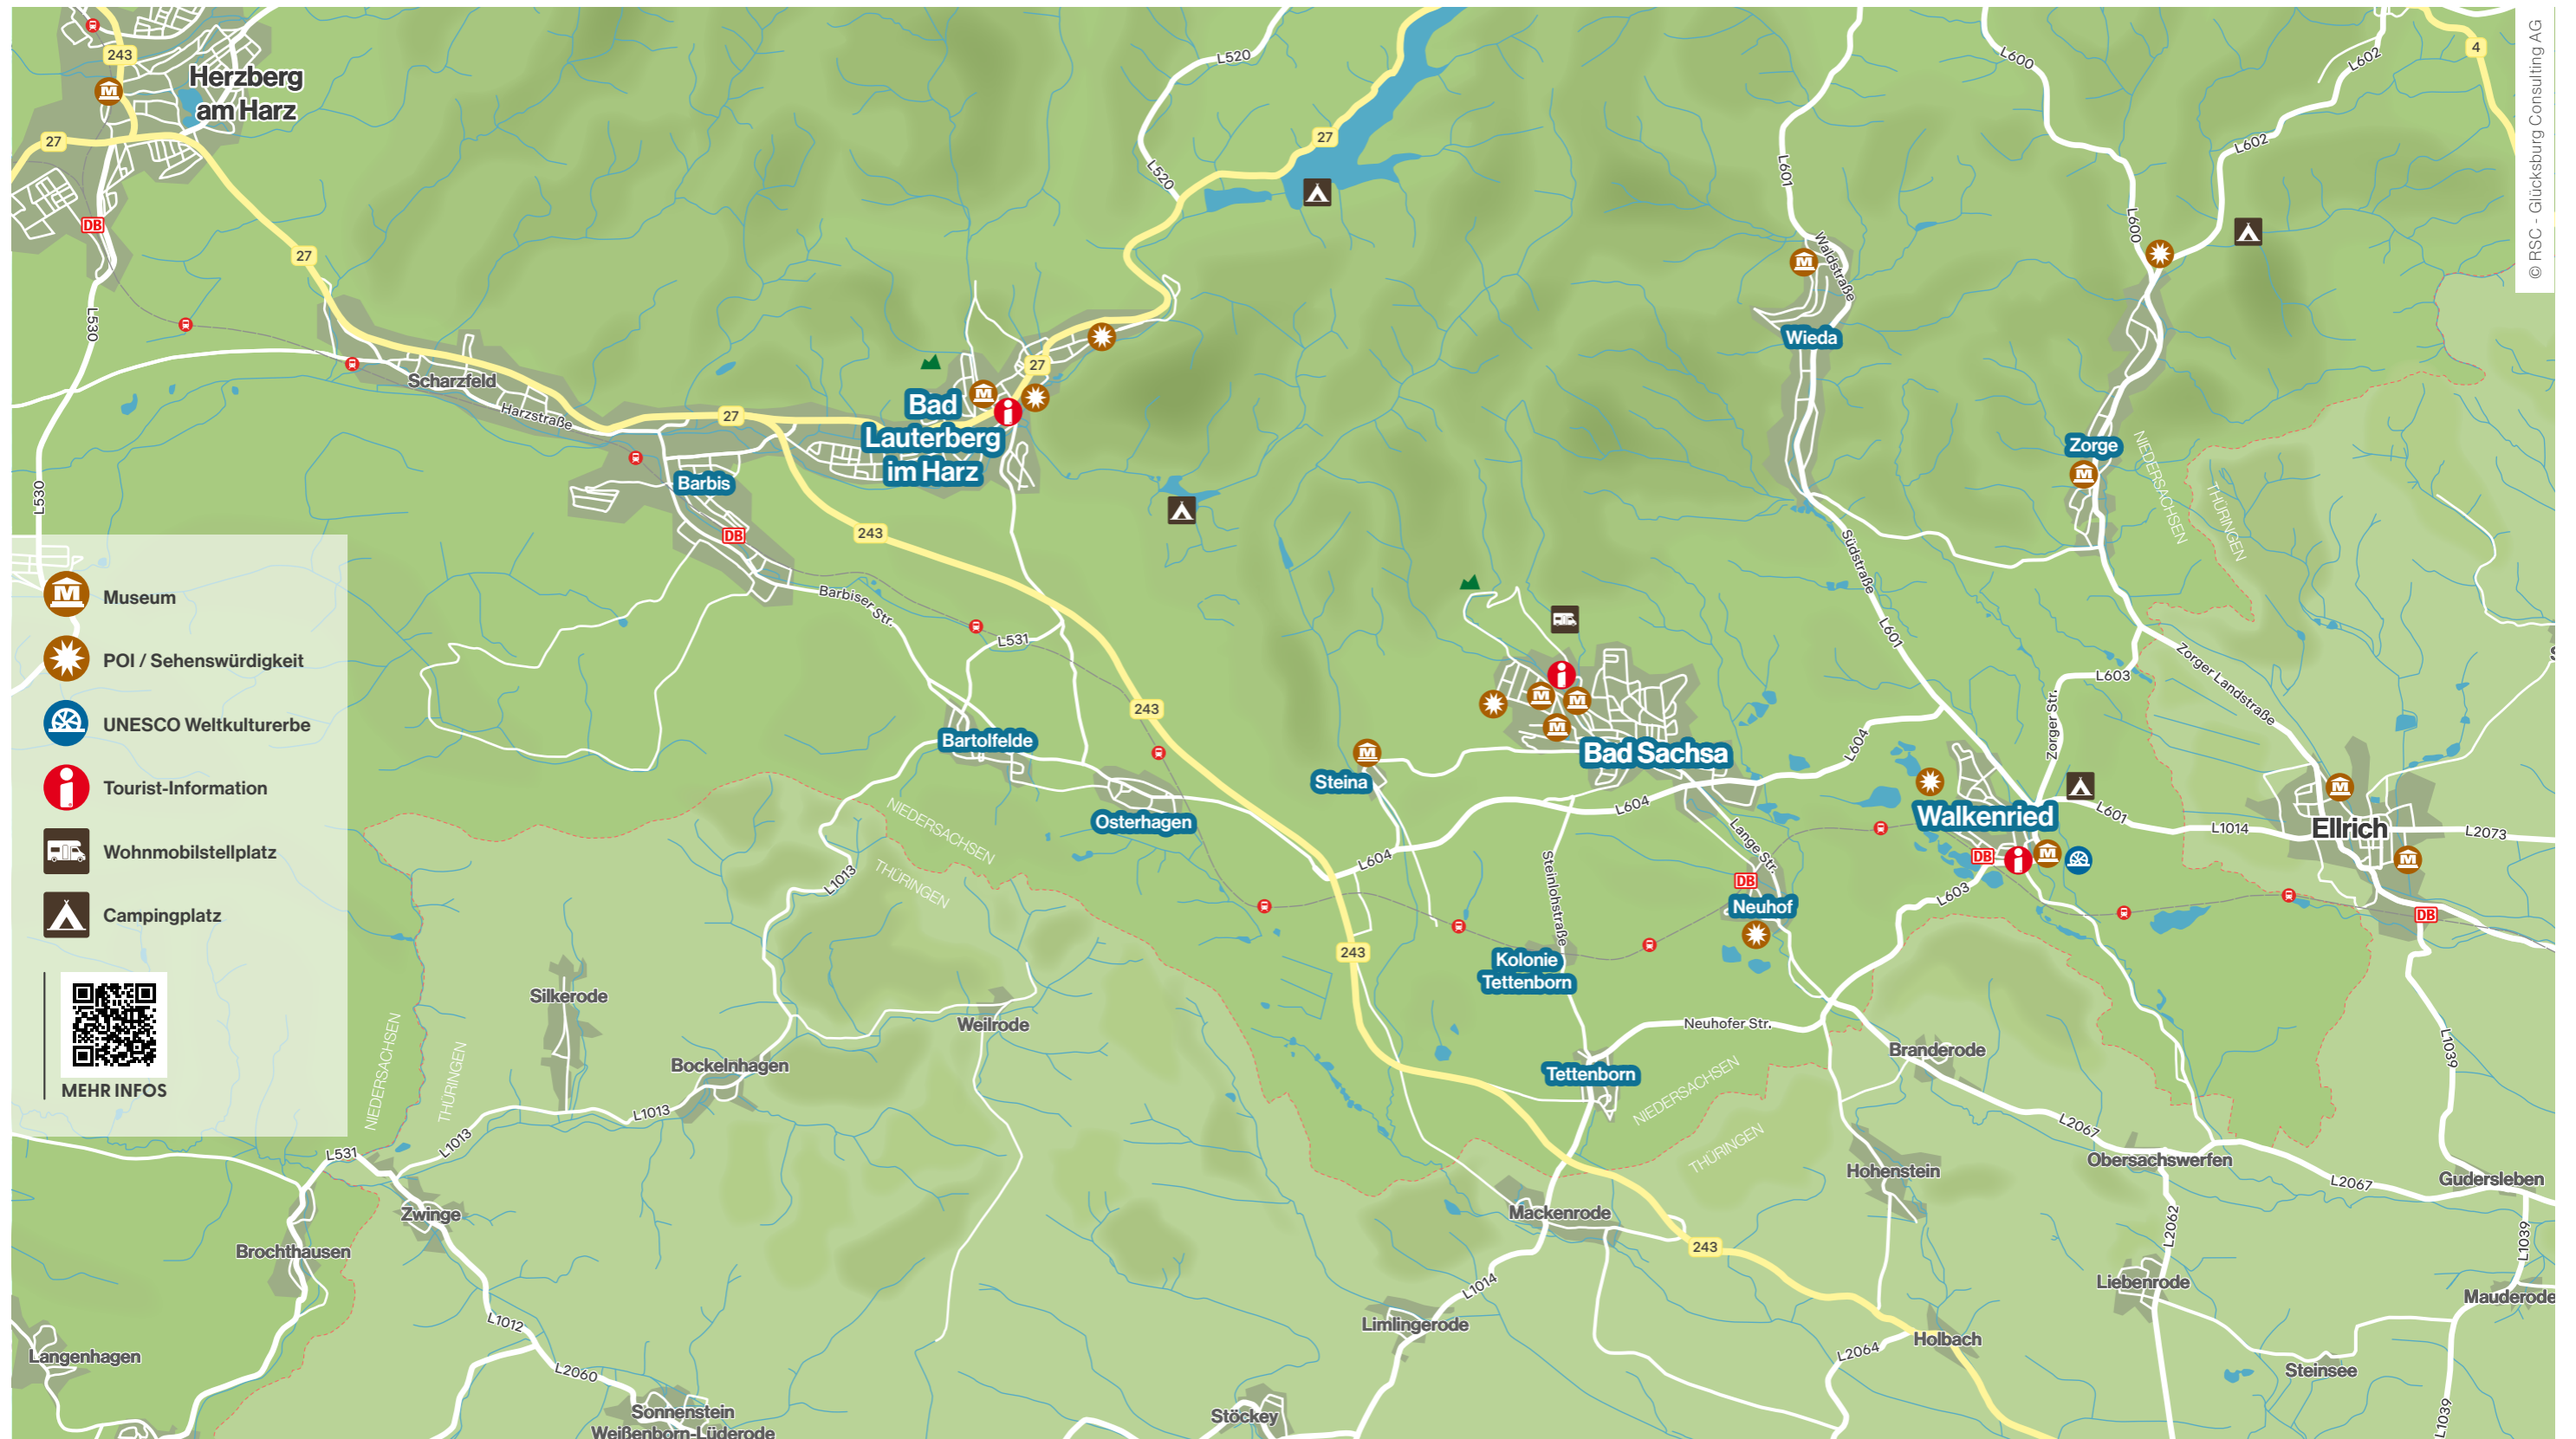 L520
L600
L602
4
© RSC - Glücksburg Consulting AG
243
Herzberg
am Harz
27
27
L602
L520
L601
L600
DB
27
Waldstraße
L530
Wieda
27
Scharzfeld
Harzstraße
27
Bad
Lauterberg
im Harz
Zorge
NIEDERSACHSEN
THÜRINGEN
L530
Barbis
DB
243
Südstraße
Museum
POI / Sehenswürdigkeit
UNESCO Weltkulturerbe
Tourist-Information
Wohnmobilstellplatz
Campingplatz
MEHR INFOS
Barbiser Str.
L531
L601
L603
Zorger Landstraße
Zorger Str.
243
Bartolfelde
L604
Bad Sachsa
Steina
Osterhagen
NIEDERSACHSEN
THÜRINGEN
L604
L604
Lange Str.
Walkenried
L601
L1014
Ellrich
L2073
DB
L1013
Steinlohstraße
DB
Neuhof
L603
DB
243
Kolonie
Tettenborn
Silkerode
Weilrode
Neuhofer Str.
NIEDERSACHSEN
THÜRINGEN
Bockelnhagen
Branderode
L1039
Tettenborn
NIEDERSACHSEN
THÜRINGEN
L1013
L1013
L531
L2067
Obersachswerfen
Hohenstein
L2067
Gudersleben
Zwinge
Mackenrode
L2062
L1039
Brochthausen
243
L1014
Liebenrode
Mauderode
L1012
Limlingerode
Holbach
L2064
Langenhagen
L2060
Steinsee
Sonnenstein
Weißenborn-Lüderode
Stöckey
L1039